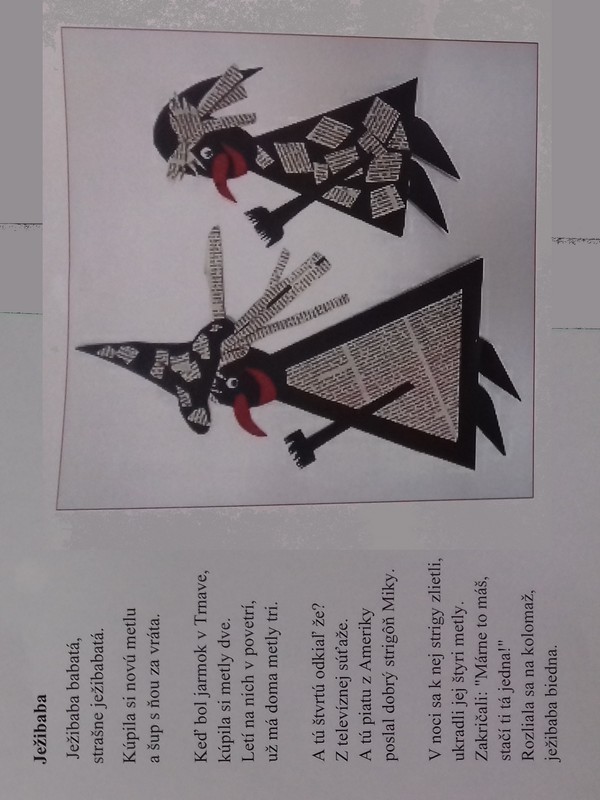 Ježibaba
Ježibaba babatá,
strašne ježibabatá.
Kúpila si novú metlu
a šup s ňou za vráta.
Keď bol jarmok v Trnave,
kúpila si metly dve.
Letí na nich v povetrí,
už má doma metly tri.
A tú štvrtú odkiaľ že?
Z televíznej súťaže.
A tú piatu z Ameriky
poslal dobrý strigôň Miky.
V noci sa k nej strigy zlietli,
ukradli jej štyri metly.
Zakričali: "Márne to máš,
stačí ti tá jedna!"
Rozliala sa na kolomaž,
ježibaba biedna.